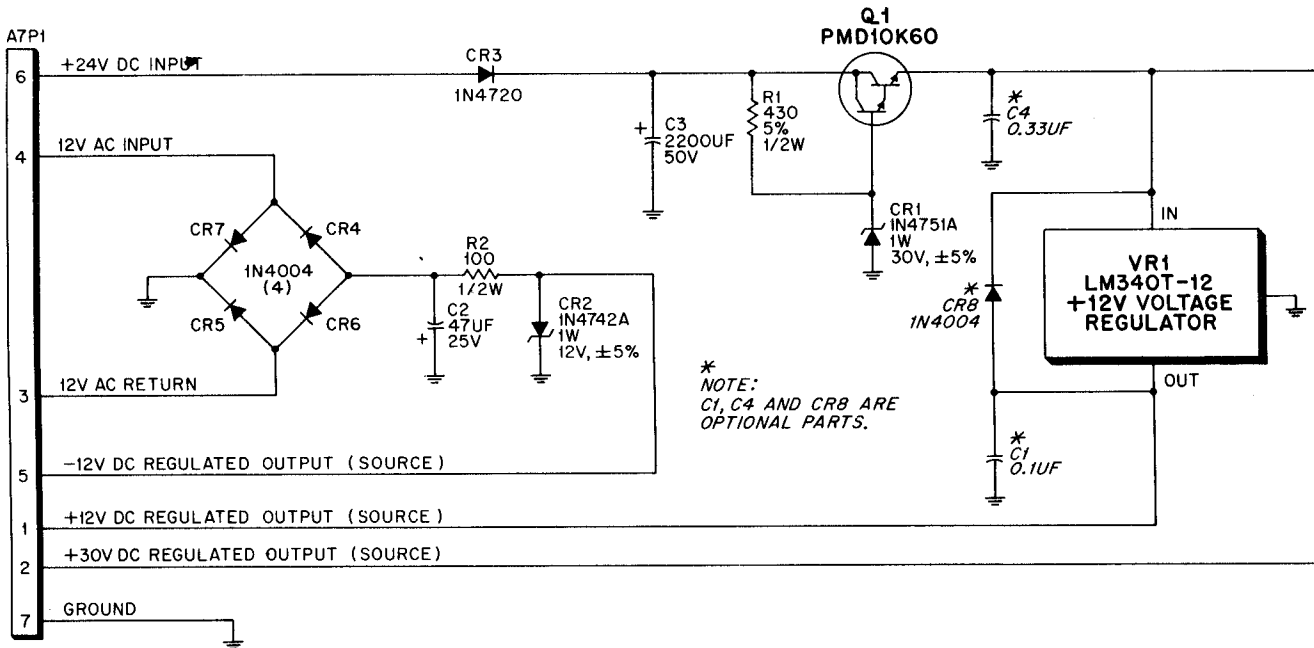 Q1
PMD10K60
A7P1
6
+24V DC INPUT
CR3
1N4720
C3
+
2200UF
50V
R1
430
5%
1/2W
*
C4
0.33UF
4
12V AC INPUT
CR7
CR4
1N4004
(4)
CR5
CR6
R2
100
1/2W
C2
47UF
+
25V
CR2
1N4742A
1W
12V, ±5%
CR1
1N4751A
1W
30V, ±5%
IN
VR1
LM340T-12
+12V VOLTAGE
REGULATOR
OUT
*
CR8
1N4004
*
NOTE:
C1, C4 AND CR8 ARE
OPTIONAL PARTS.
*
C1
0.1UF
3
12V AC RETURN
5
-12V DC REGULATED OUTPUT (SOURCE)
1
+12V DC REGULATED OUTPUT (SOURCE)
2
+30V DC REGULATED OUTPUT (SOURCE)
7
GROUND